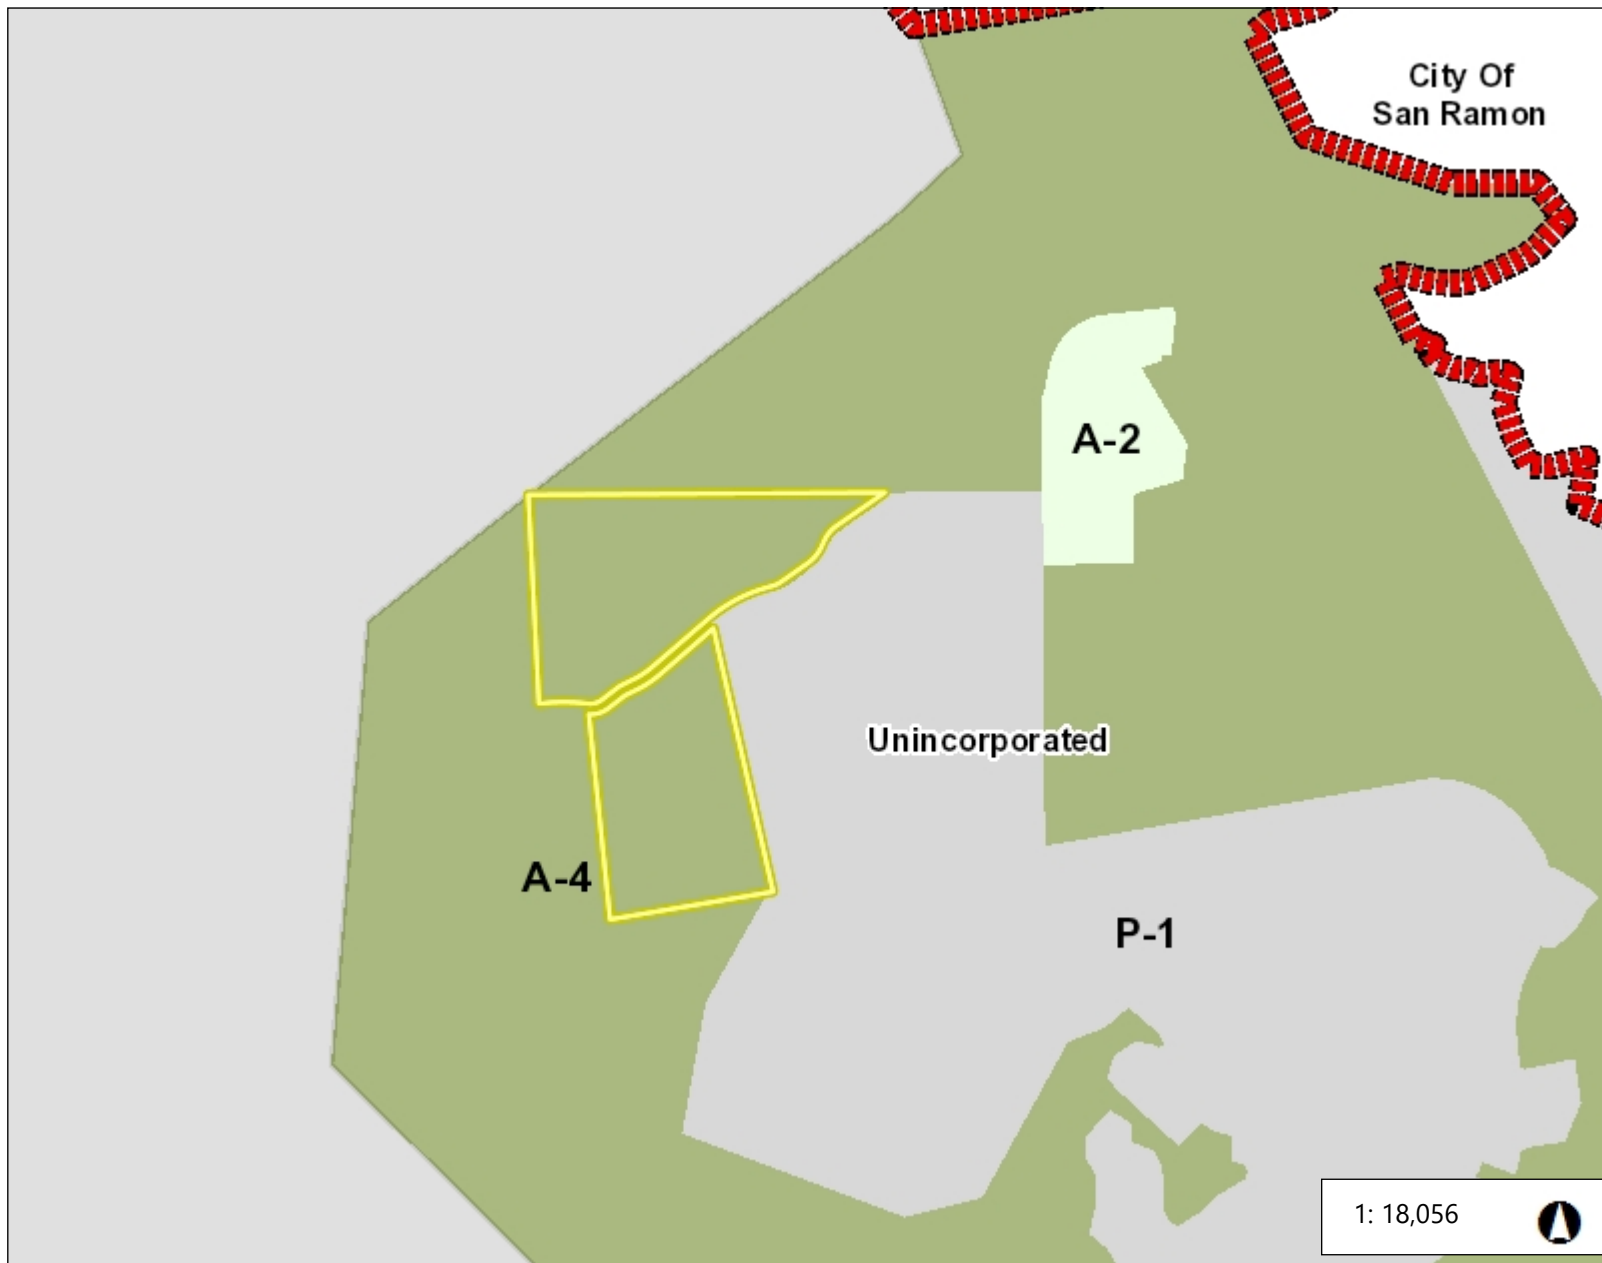 City Of
San Ramon
A-2
Unincorporated
A-4
P-1
1: 18,056